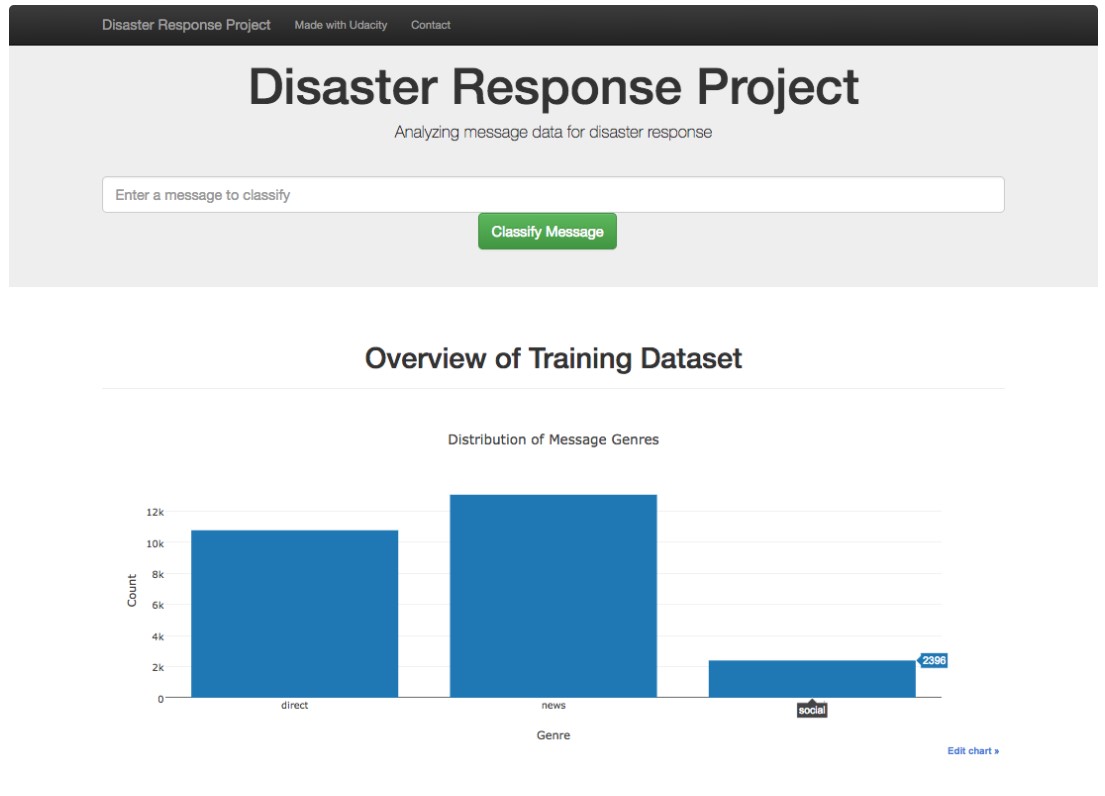 Disaster Response Project Made with Udacity Contact
Disaster Response Project
Analyzing message data for disaster response
Enter a message to classify
Classify Message
Overview of Training Dataset
Distribution of Message Genres
12k
10k
8k
6k
4k
2k
0
Count
2396
direct news social
Genre
Edit chart »